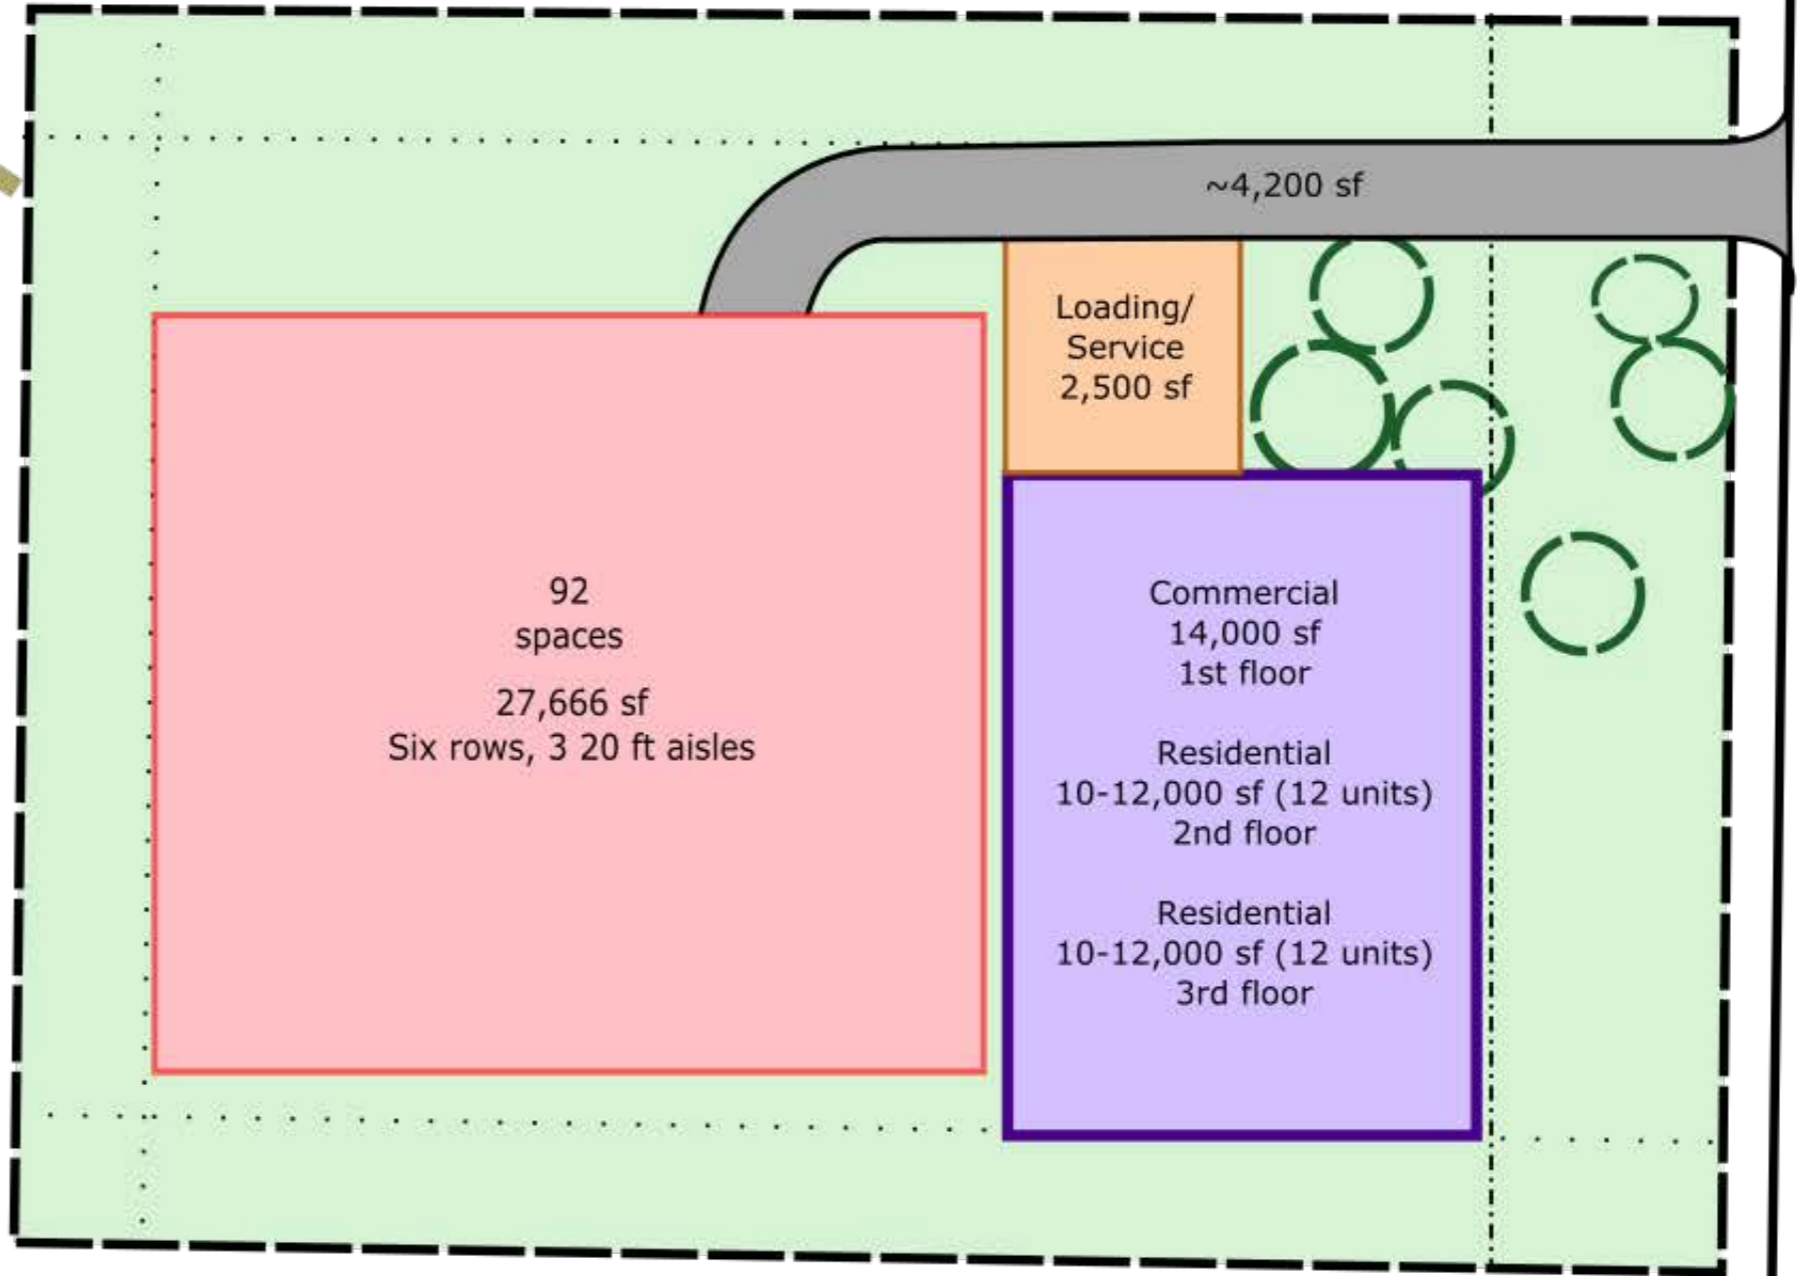 ~4,200 sf
Loading/
Service
2,500 sf
92
spaces
27,666 sf
Six rows, 3 20 ft aisles
Commercial
14,000 sf
1st floor
Residential
10-12,000 sf (12 units)
2nd floor
Residential
10-12,000 sf (12 units)
3rd floor